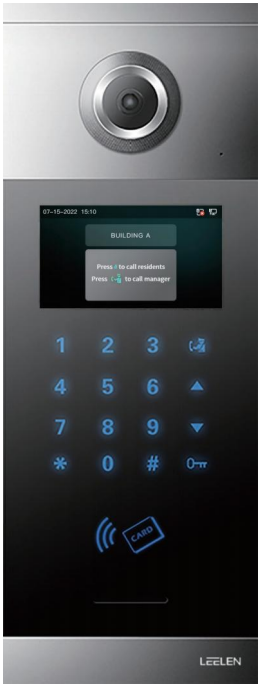 07-15-2022 15:10
BUILDING A
Press # to call residents
Press to call manager
1 2 3
4 5 6
7 8 9
* 0 #
CARD
LEELEN